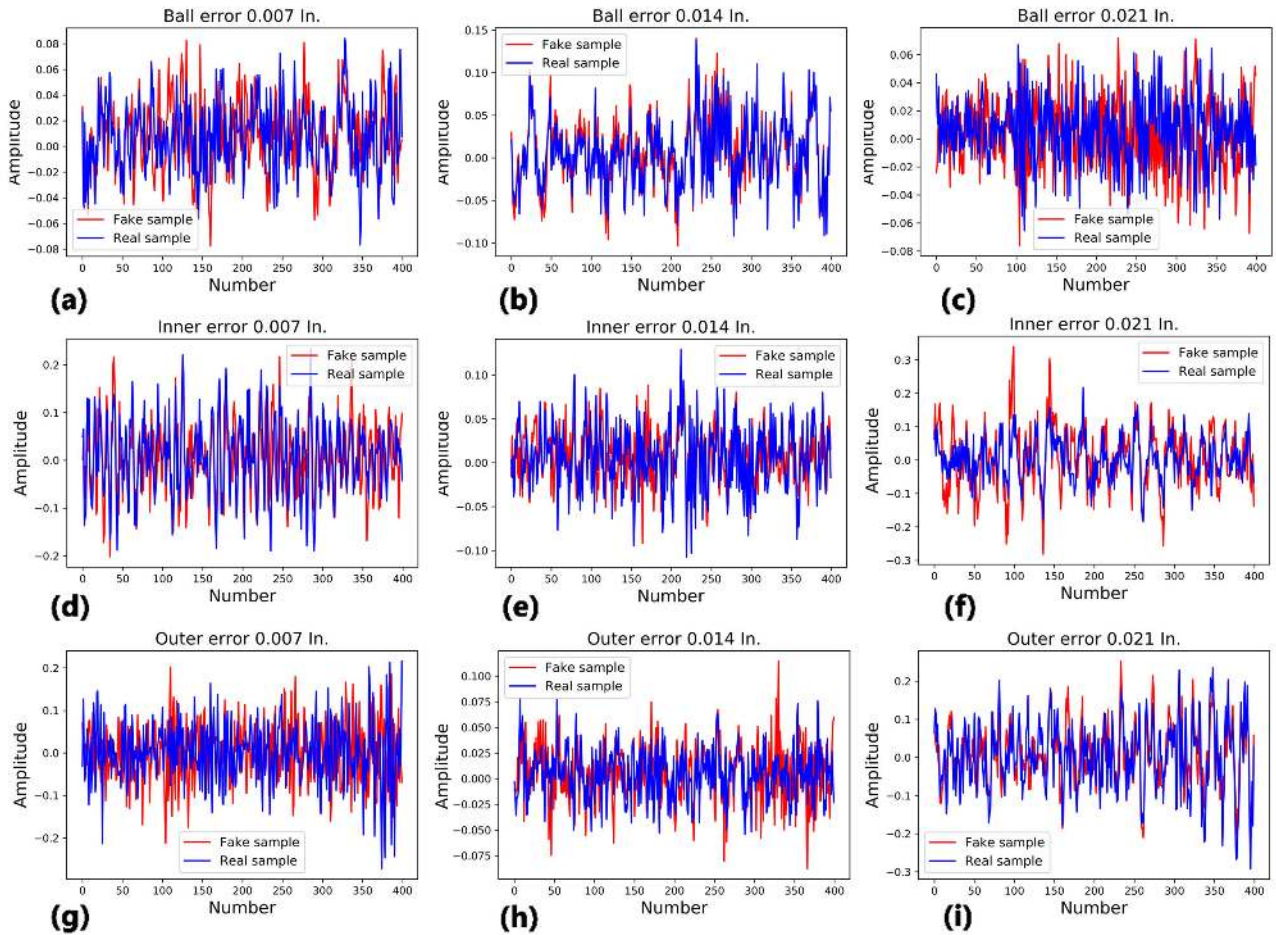 Ball error 0.007 In.
Ball error 0.014 In.
Ball error 0.021 In.
Amplitude
0.08
0.06
0.04
0.02
0.00
−0.02
−0.04
−0.06
−0.08
Fake sample
Real sample
0 50 100 150 200 250 300 350 400
Number
(a)
Amplitude
0.15
0.10
0.05
0.00
−0.05
−0.10
Fake sample
Real sample
0 50 100 150 200 250 300 350 400
Number
(b)
Amplitude
0.06
0.04
0.02
0.00
−0.02
−0.04
−0.06
−0.08
Fake sample
Real sample
0 50 100 150 200 250 300 350 400
Number
(c)
Inner error 0.007 In.
Inner error 0.014 In.
Inner error 0.021 In.
Amplitude
0.2
0.1
0.0
−0.1
−0.2
Fake sample
Real sample
0 50 100 150 200 250 300 350 400
Number
(d)
Amplitude
0.10
0.05
0.00
−0.05
−0.10
Fake sample
Real sample
0 50 100 150 200 250 300 350 400
Number
(e)
Amplitude
0.3
0.2
0.1
0.0
−0.1
−0.2
−0.3
Fake sample
Real sample
0 50 100 150 200 250 300 350 400
Number
(f)
Outer error 0.007 In.
Outer error 0.014 In.
Outer error 0.021 In.
Amplitude
0.2
0.1
0.0
−0.1
−0.2
Fake sample
Real sample
0 50 100 150 200 250 300 350 400
Number
(g)
Amplitude
0.100
0.075
0.050
0.025
0.000
−0.025
−0.050
−0.075
Fake sample
Real sample
0 50 100 150 200 250 300 350 400
Number
(h)
Amplitude
0.2
0.1
0.0
−0.1
−0.2
−0.3
Fake sample
Real sample
0 50 100 150 200 250 300 350 400
Number
(i)